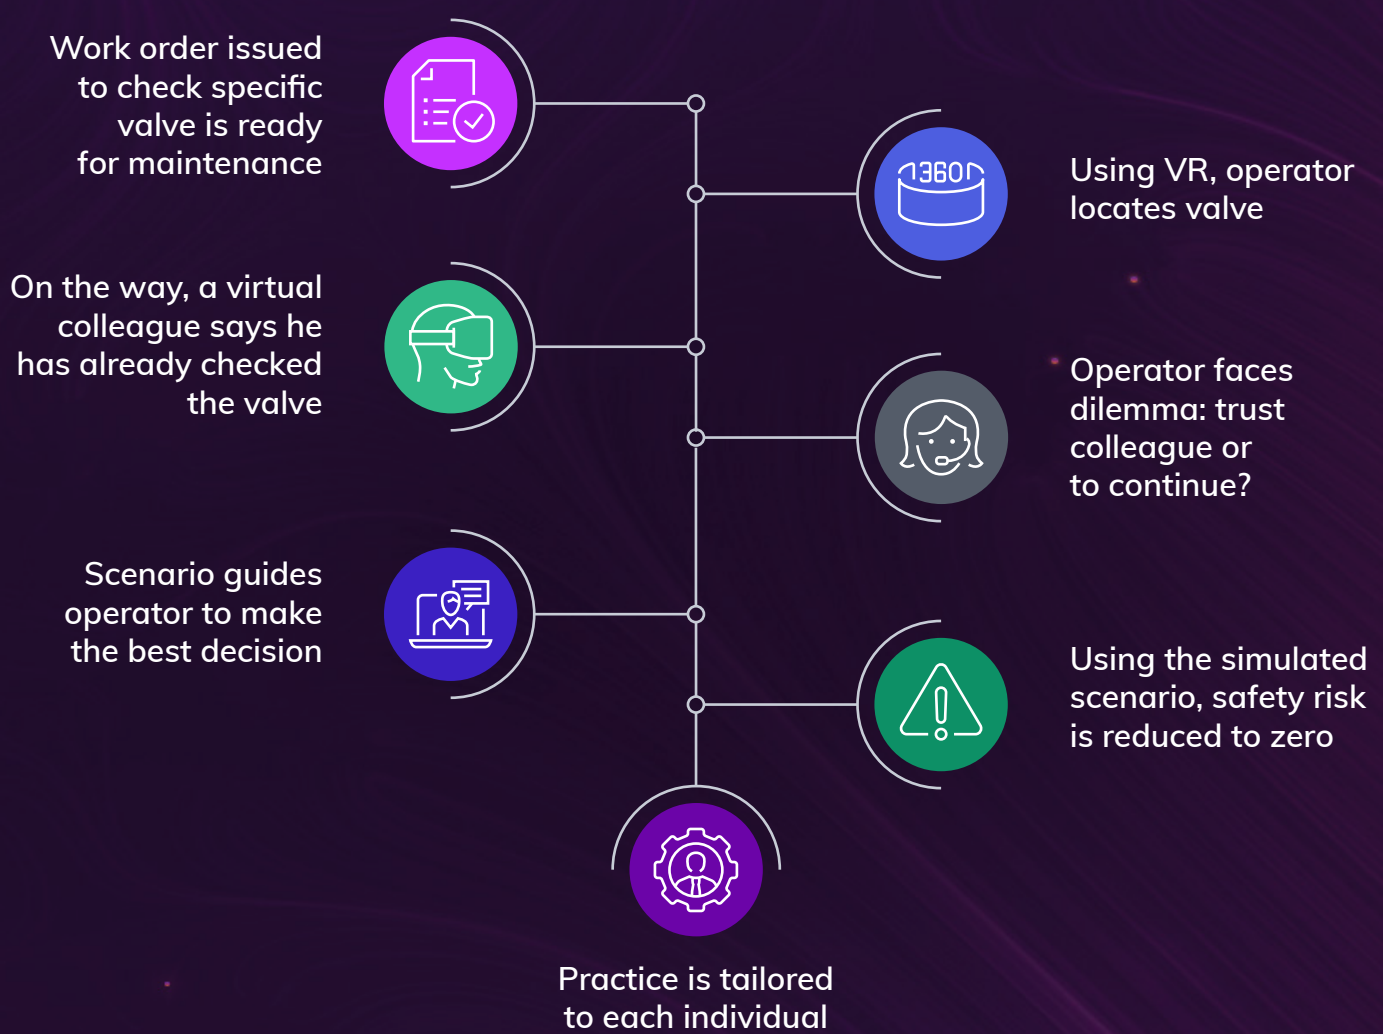 Work order issued
to check specific
valve is ready
for maintenance
1360
Using VR, operator
locates valve
On the way, a virtual
colleague says he
has already checked
the valve
Operator faces
dilemma: trust
colleague or
to continue?
Scenario guides
operator to make
the best decision
Using the simulated
scenario, safety risk
is reduced to zero
Practice is tailored
to each individual